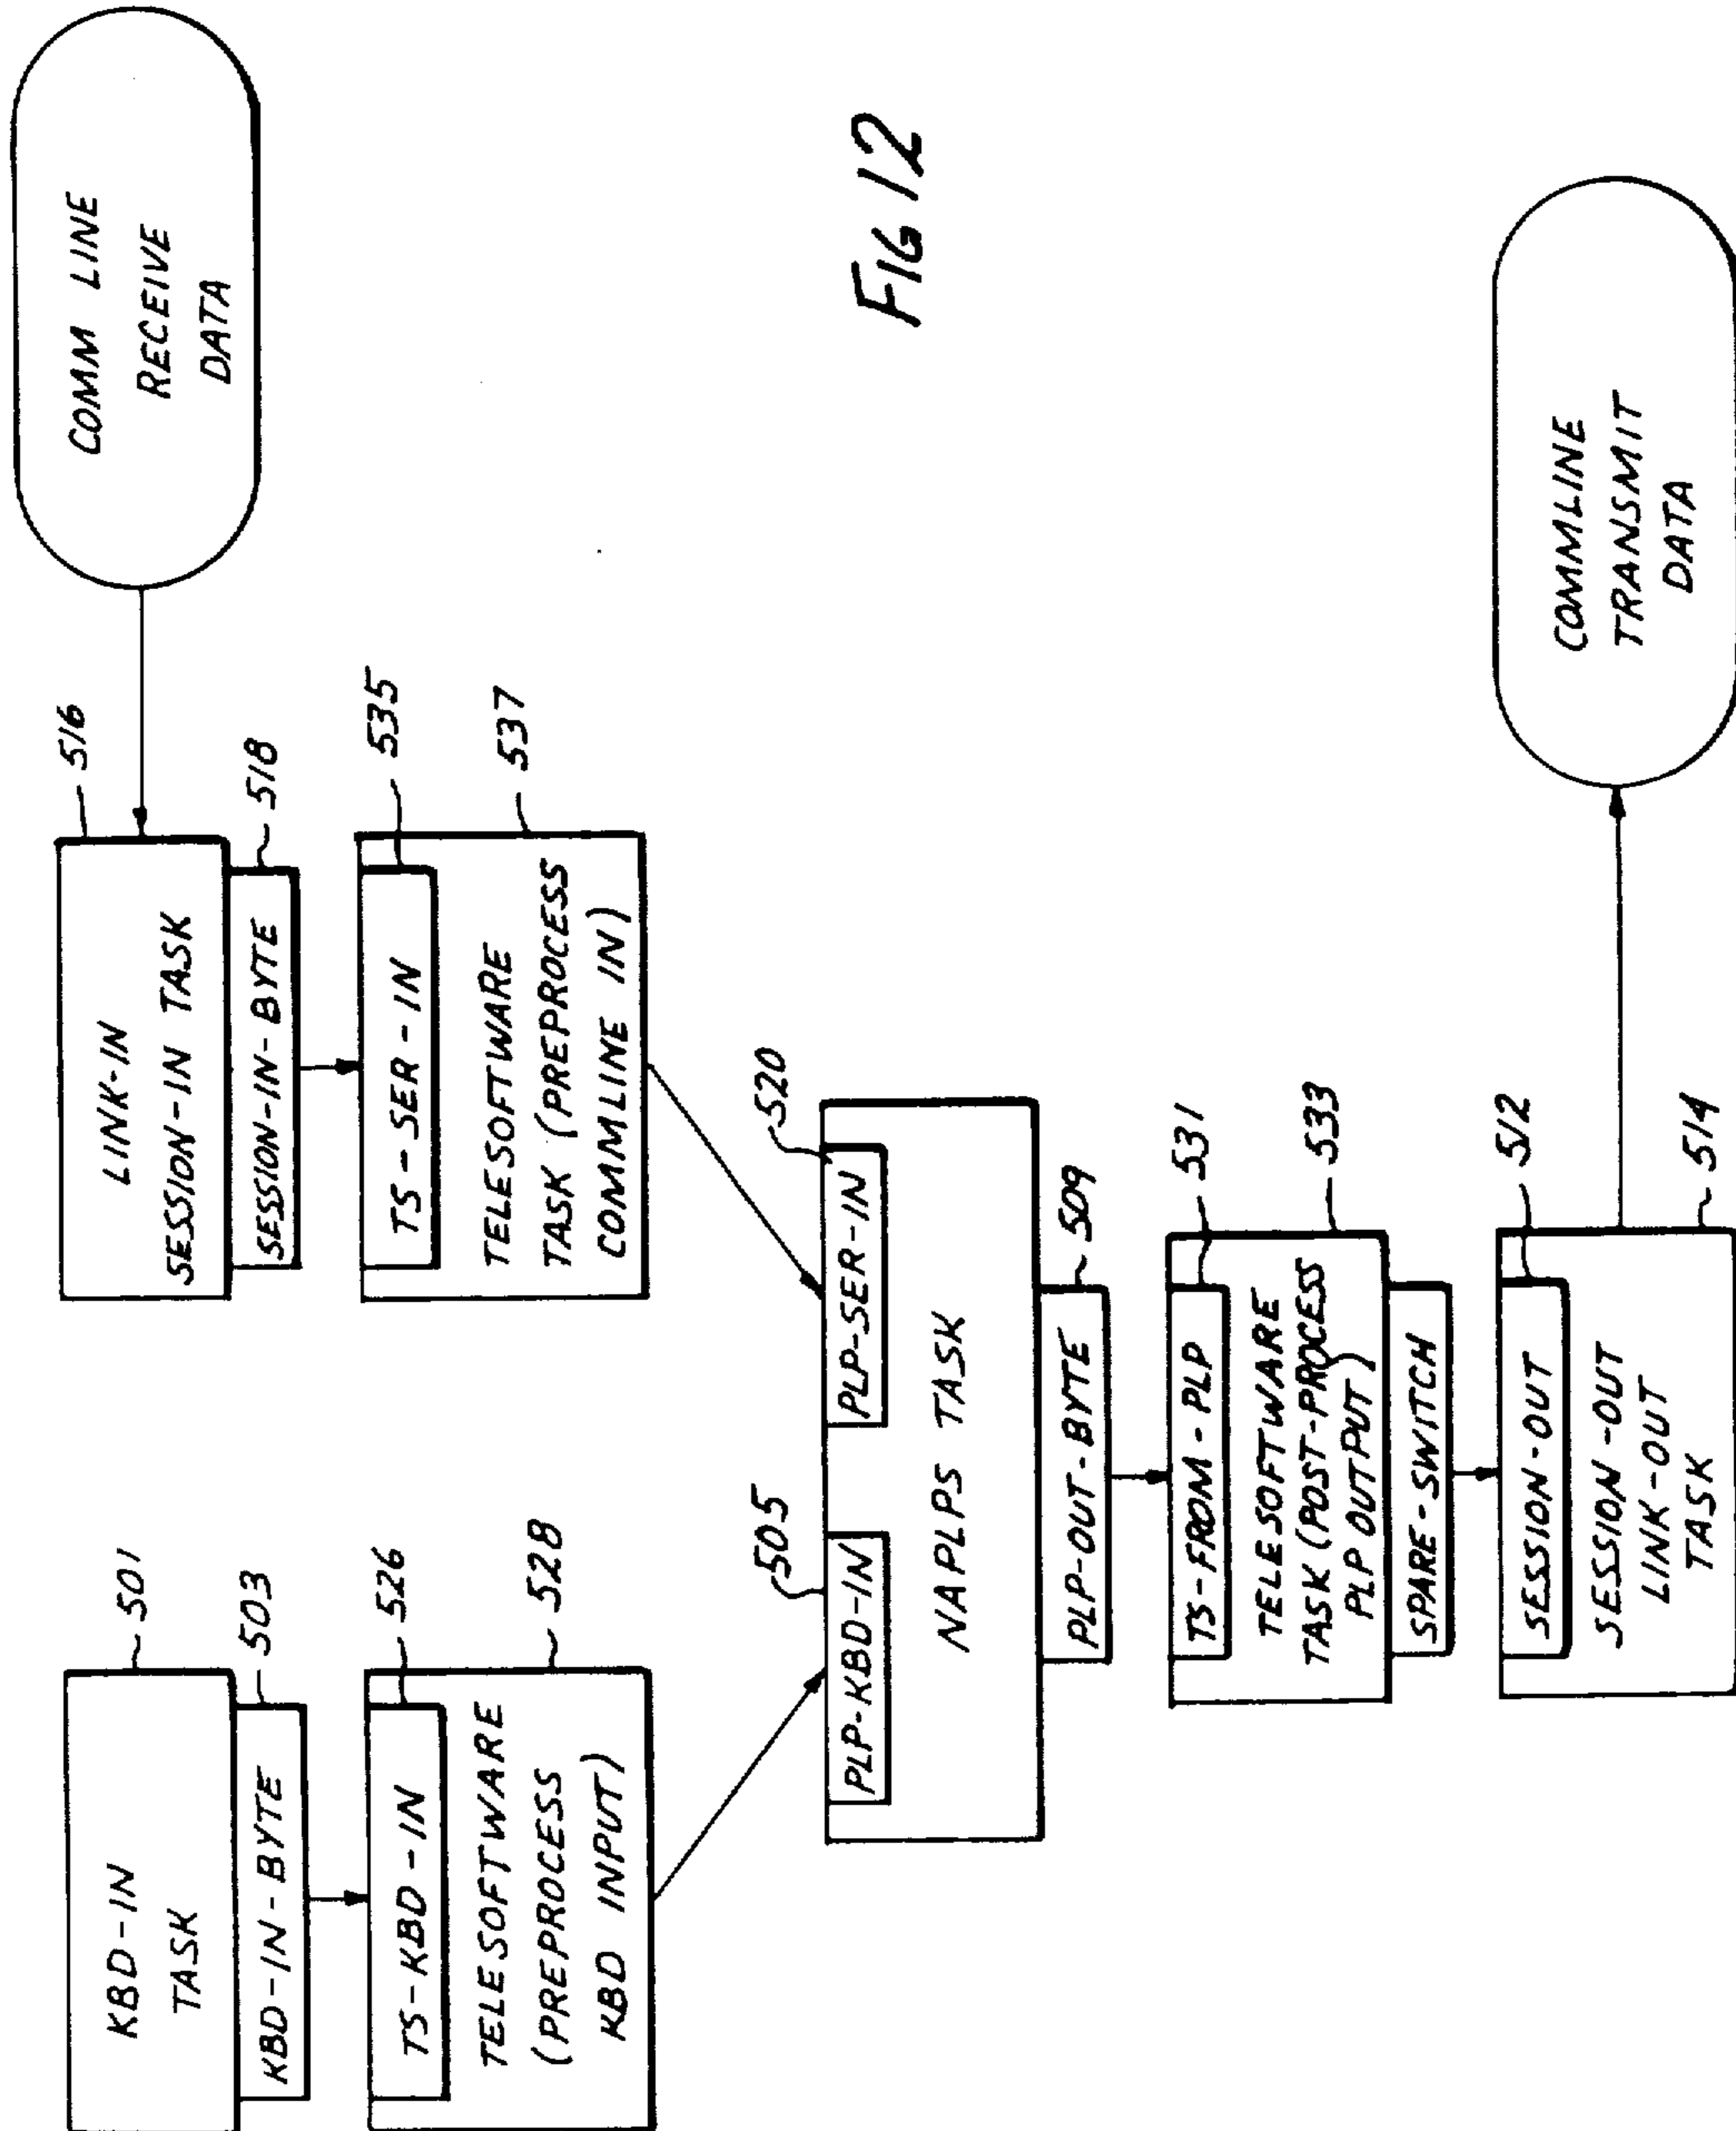 KBD-IN
TASK
501
KBD-IN-BYTE
503
TS-KBD-IN
526
TELESOFTWARE
(PREPROCESS
KBD INPUT)
528
COMM LINE
RECEIVE
DATA
LINK-IN
SESSION-IN TASK
516
SESSION-IN-BYTE
518
TS-SER-IN
535
TELESOFTWARE
TASK (PREPROCESS
COMMLINE IN)
537
PLP-KBD-IN
505
PLP-SER-IN
520
NAPLPS TASK
PLP-OUT-BYTE
509
TS-FROM-PLP
531
TELESOFTWARE
TASK (POST-PROCESS
PLP OUTPUT)
533
SPARE-SWITCH
SESSION-OUT
512
SESSION-OUT
LINK-OUT
TASK
514
COMMLINE
TRANSMIT
DATA
FIG 12